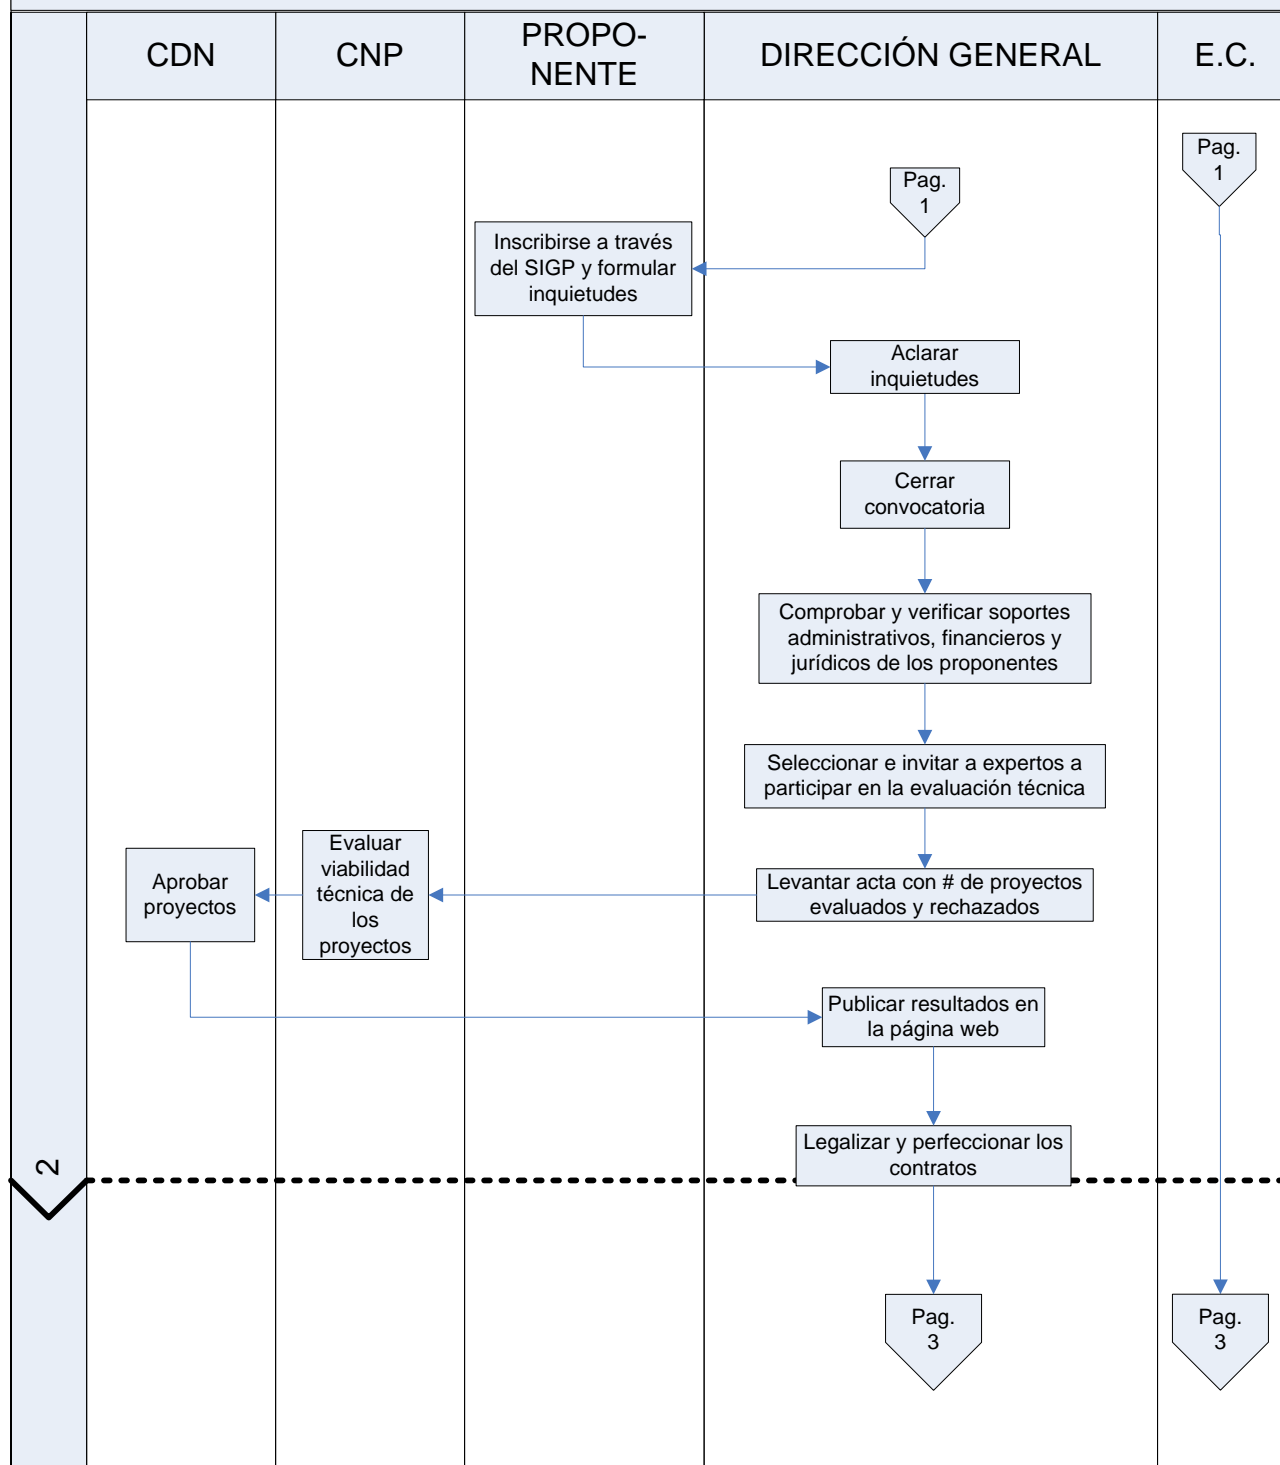 CDN
CNP
PROPO-
NENTE
DIRECCIÓN GENERAL
E.C.
Pag.
1
Pag.
1
Inscribirse a través
del SIGP y formular
inquietudes
Aclarar
inquietudes
Cerrar
convocatoria
Comprobar y verificar soportes
administrativos, financieros y
jurídicos de los proponentes
Seleccionar e invitar a expertos a
participar en la evaluación técnica
Levantar acta con # de proyectos
evaluados y rechazados
Evaluar
viabilidad
técnica de
los
proyectos
Aprobar
proyectos
Publicar resultados en
la página web
Legalizar y perfeccionar los
contratos
2
Pag.
3
Pag.
3